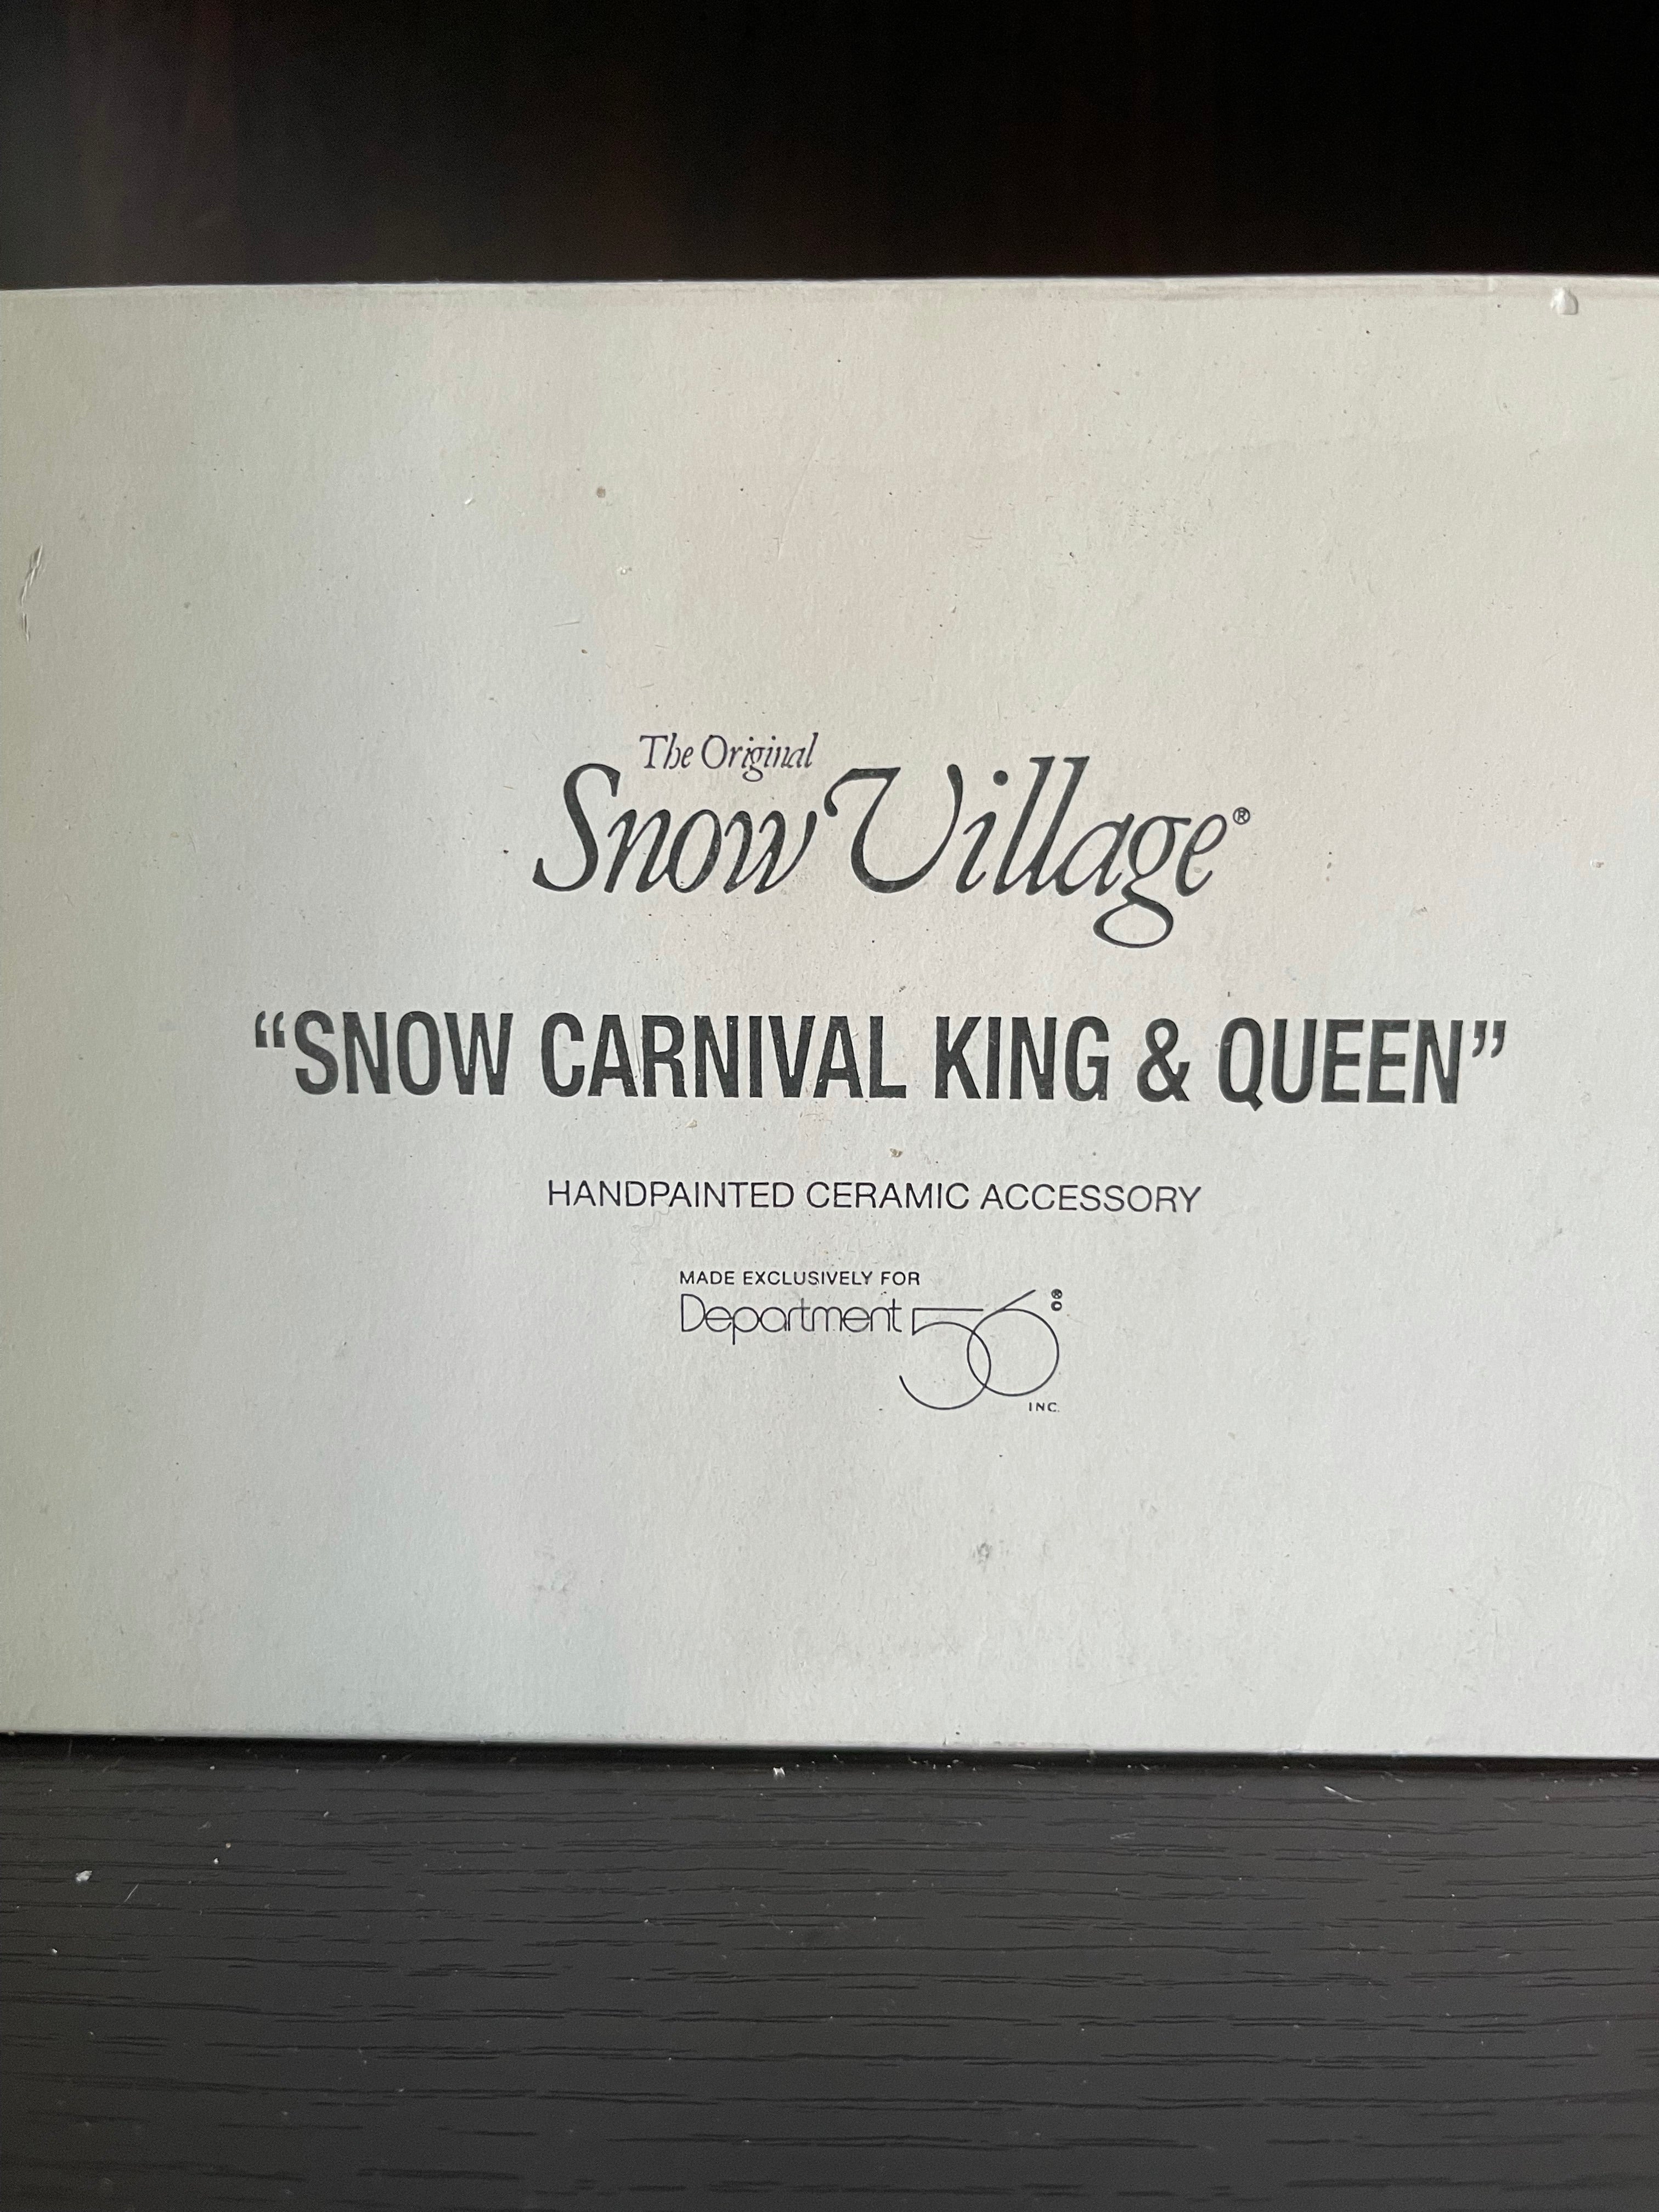 The Original
Snow Village®
“SNOW CARNIVAL KING & QUEEN”
HANDPAINTED CERAMIC ACCESSORY
MADE EXCLUSIVELY FOR
Department 56®©
INC.